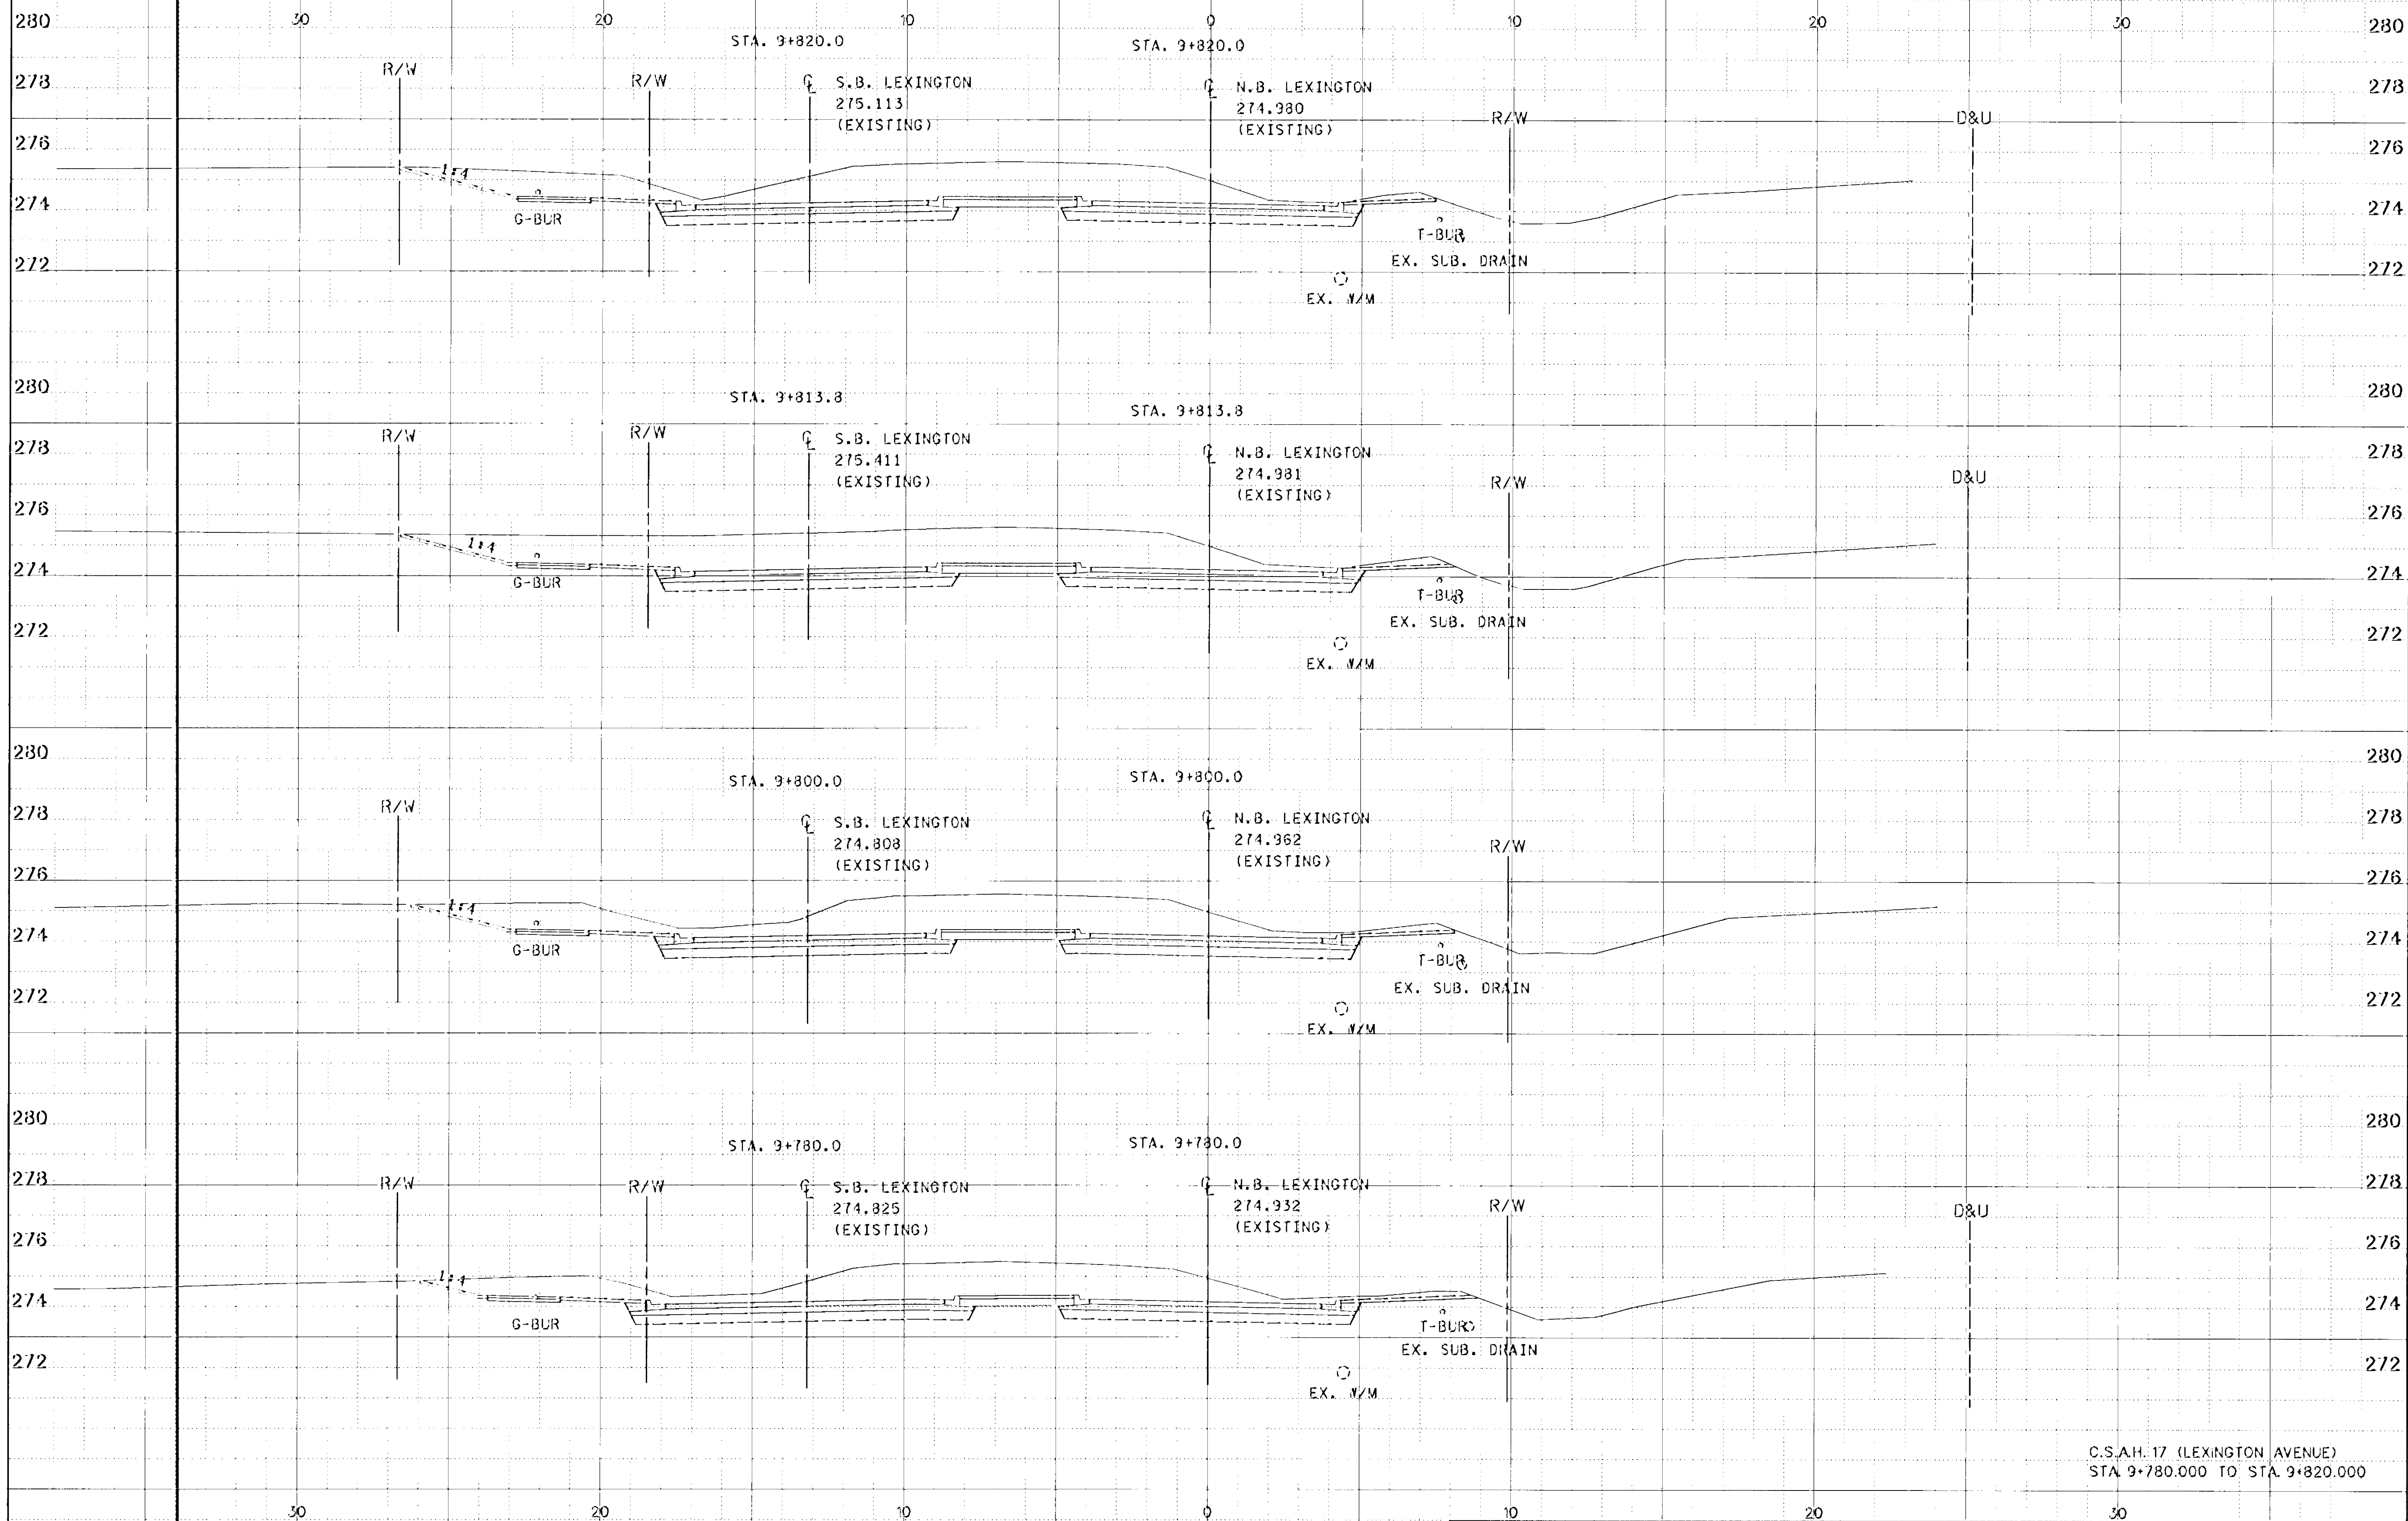 30 20 10 0 10 20 30
280 280
STA. 9+820.0 STA. 9+820.0
R/W R/W S.B. LEXINGTON N.B. LEXINGTON
278 278
275.113 274.980
(EXISTING) (EXISTING)
R/W D&U
276 276
1:4
274 274
G-BUR T-BUR
EX. SUB. DRAIN
272 272
EX. W/M
280 280
STA. 9+813.8 STA. 9+813.8
R/W R/W S.B. LEXINGTON N.B. LEXINGTON
278 278
275.411 274.981
(EXISTING) (EXISTING)
R/W D&U
276 276
1:4
274 274
G-BUR T-BUR
EX. SUB. DRAIN
272 272
EX. W/M
280 280
STA. 9+800.0 STA. 9+800.0
R/W S.B. LEXINGTON N.B. LEXINGTON
278 278
274.808 274.962
(EXISTING) (EXISTING)
R/W
276 276
1:4
274 274
G-BUR T-BUR
EX. SUB. DRAIN
272 272
EX. W/M
280 280
STA. 9+780.0 STA. 9+780.0
278 278
R/W R/W S.B. LEXINGTON N.B. LEXINGTON
274.825 274.932
(EXISTING) (EXISTING)
R/W D&U
276 276
1:4
274 274
G-BUR T-BUR
EX. SUB. DRAIN
272 272
EX. W/M
C.S.A.H. 17 (LEXINGTON AVENUE)
STA. 9+780.000 TO STA. 9+820.000
30 20 10 0 10 20 30